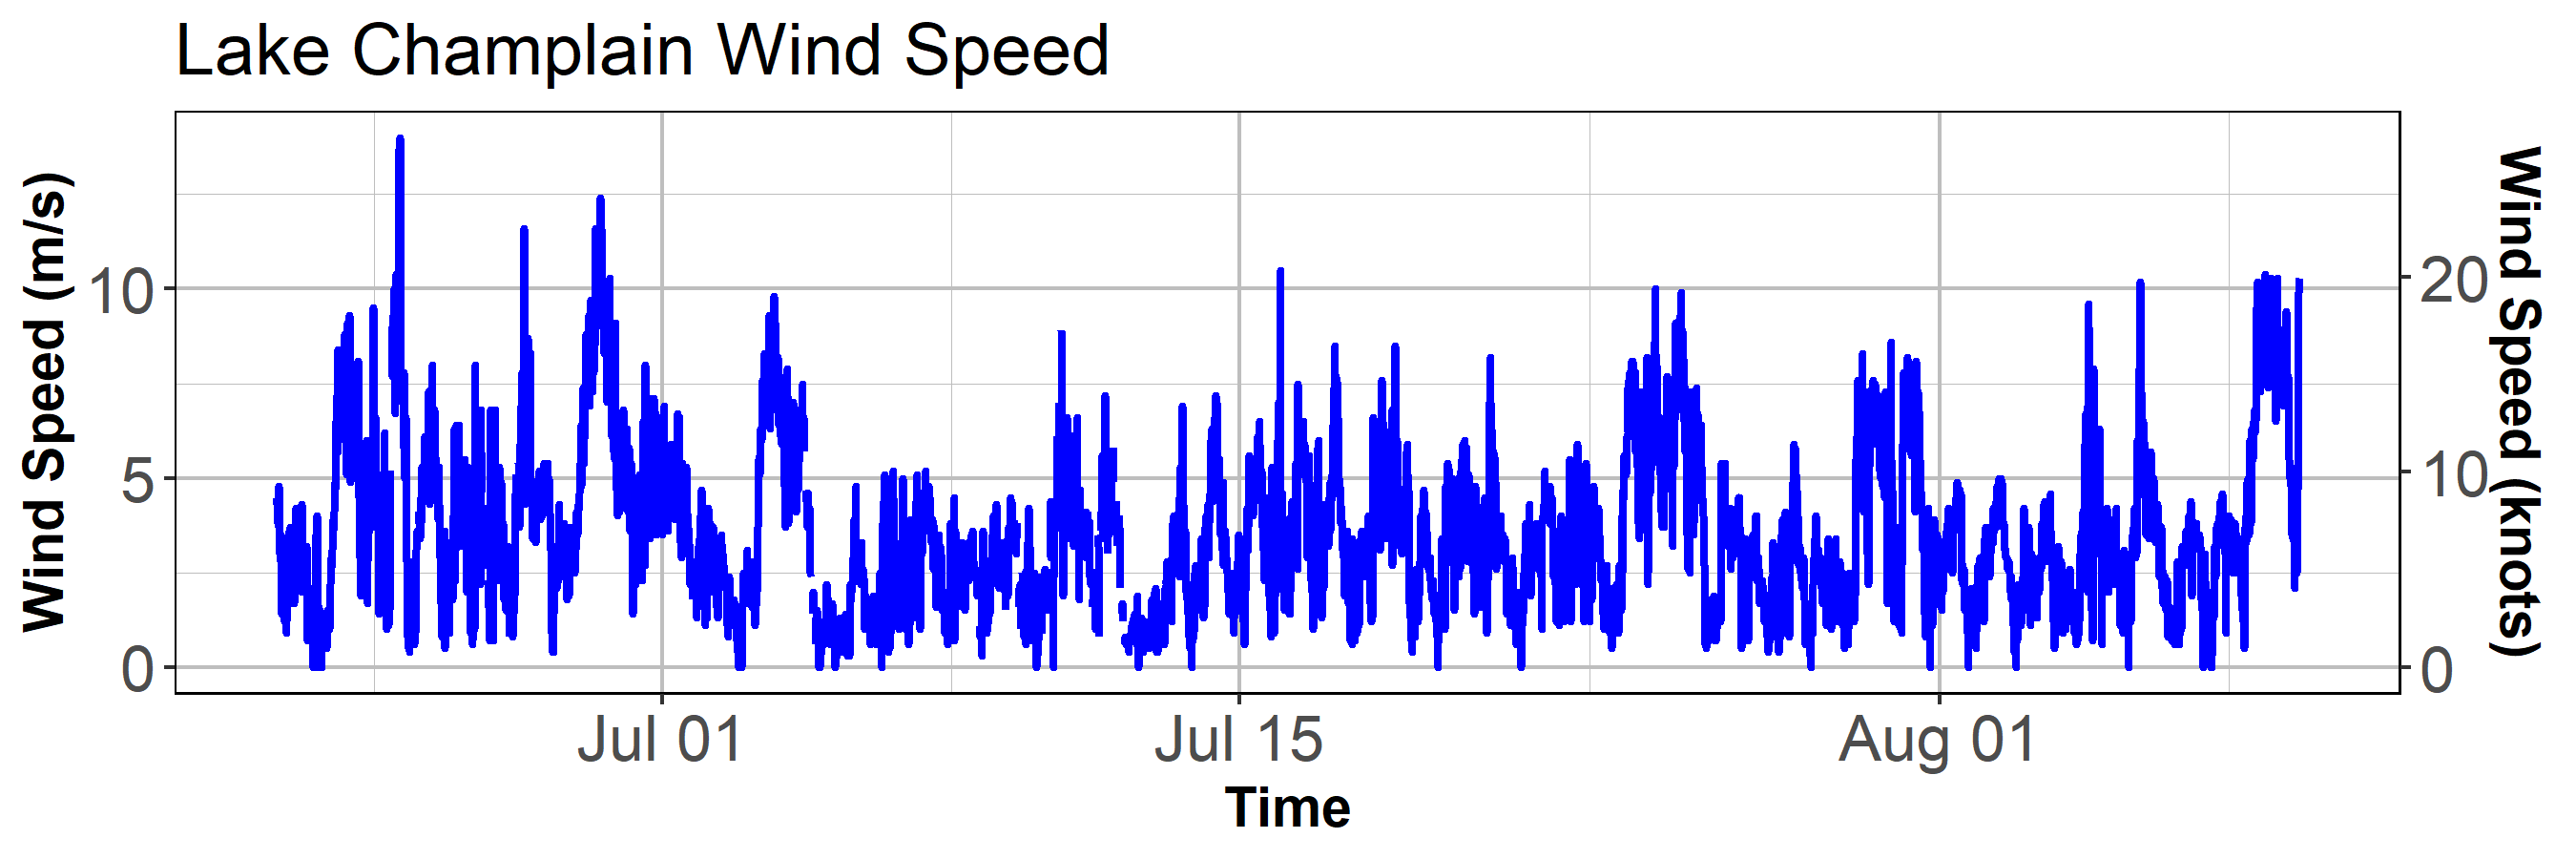 Lake Champlain Wind Speed
Wind Speed (m/s)
10
5
0
20
10
0
Wind Speed (knots)
Jul 01
Jul 15
Aug 01
Time